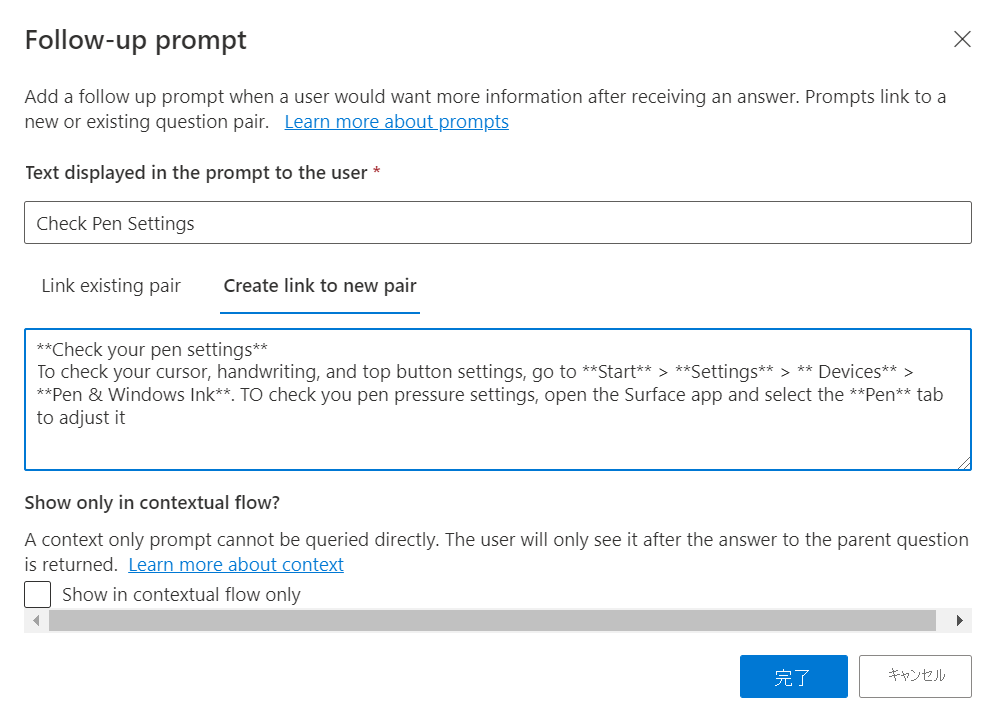 Follow-up prompt
Add a follow up prompt when a user would want more information after receiving an answer. Prompts link to a
new or existing question pair. Learn more about prompts
Text displayed in the prompt to the user *
Check Pen Settings
Link existing pair
Create link to new pair
**Check your pen settings**
To check your cursor, handwriting, and top button settings, go to **Start** > **Settings** > ** Devices** >
**Pen & Windows Ink**. TO check you pen pressure settings, open the Surface app and select the **Pen** tab
to adjust it
Show only in contextual flow?
A context only prompt cannot be queried directly. The user will only see it after the answer to the parent question
is returned. Learn more about context
Show in contextual flow only
完了
キャンセル